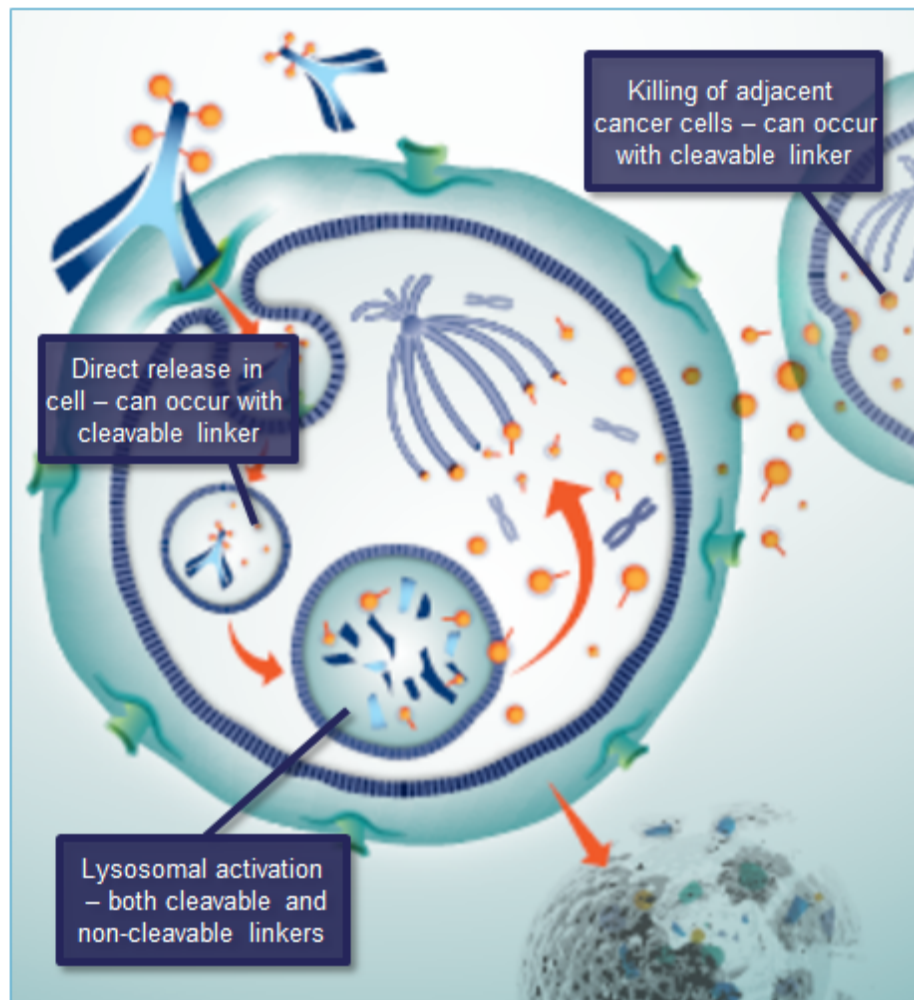 Killing of adjacent
cancer cells – can occur
with cleavable linker
Direct release in
cell – can occur with
cleavable linker
Lysosomal activation
– both cleavable and
non-cleavable linkers